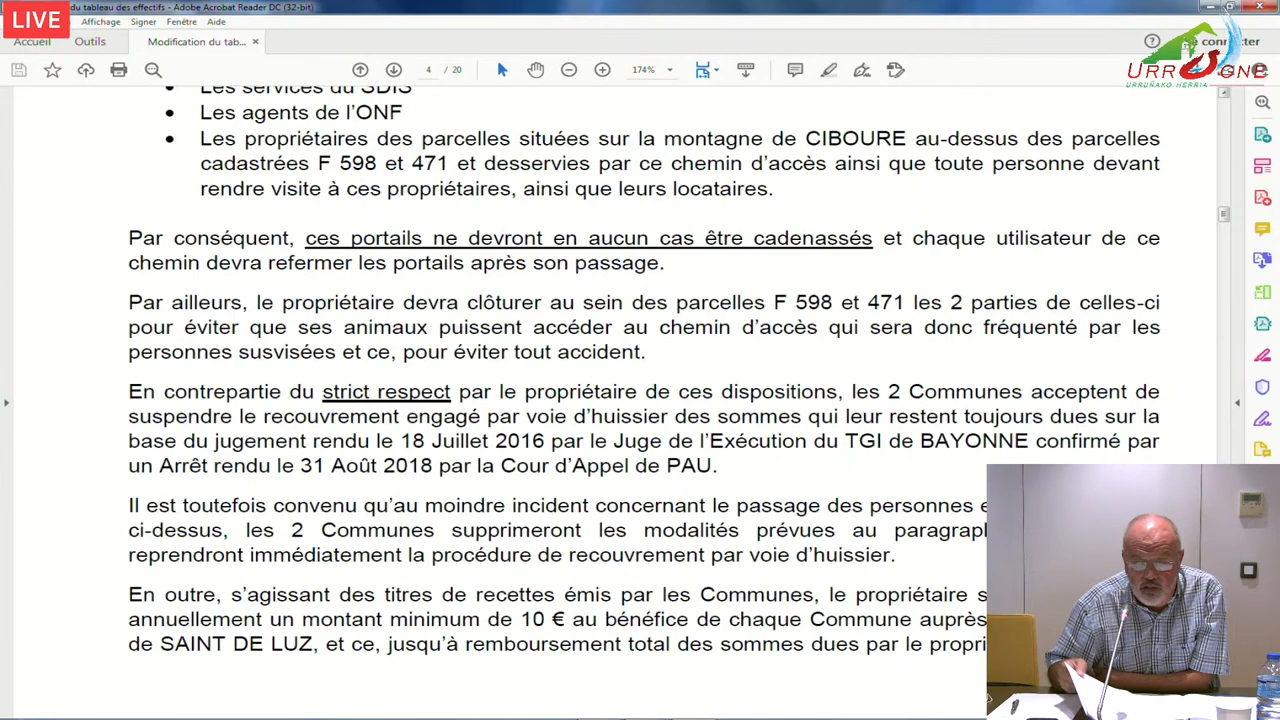 du tableau des effectifs - Adobe Acrobat Reader DC (32-bit)
LIVE
Affichage Signer Fenêtre Aide
Accueil Outils Modification du tab... ×
connecter
4 / 174%
URRUGNE
URRUÑAKO HERRIA
Les services du SDIS
• Les agents de l'ONF
• Les propriétaires des parcelles situées sur la montagne de CIBOURE au-dessus des parcelles
cadastrées F 598 et 471 et desservies par ce chemin d'accès ainsi que toute personne devant
rendre visite à ces propriétaires, ainsi que leurs locataires.
Par conséquent, ces portails ne devront en aucun cas être cadenassés et chaque utilisateur de ce
chemin devra refermer les portails après son passage.
Par ailleurs, le propriétaire devra clôturer au sein des parcelles F 598 et 471 les 2 parties de celles-ci
pour éviter que ses animaux puissent accéder au chemin d'accès qui sera donc fréquenté par les
personnes susvisées et ce, pour éviter tout accident.
En contrepartie du strict respect par le propriétaire de ces dispositions, les 2 Communes acceptent de
suspendre le recouvrement engagé par voie d'huissier des sommes qui leur restent toujours dues sur la
base du jugement rendu le 18 Juillet 2016 par le Juge de l'Exécution du TGI de BAYONNE confirmé par
un Arrêt rendu le 31 Août 2018 par la Cour d'Appel de PAU.
Il est toutefois convenu qu'au moindre incident concernant le passage des personnes
ci-dessus, les 2 Communes supprimeront les modalités prévues au paragraph
reprendront immédiatement la procédure de recouvrement par voie d'huissier.
En outre, s'agissant des titres de recettes émis par les Communes, le propriétaire s
annuellement un montant minimum de 10 € au bénéfice de chaque Commune auprès
de SAINT DE LUZ, et ce, jusqu'à remboursement total des sommes dues par le propri